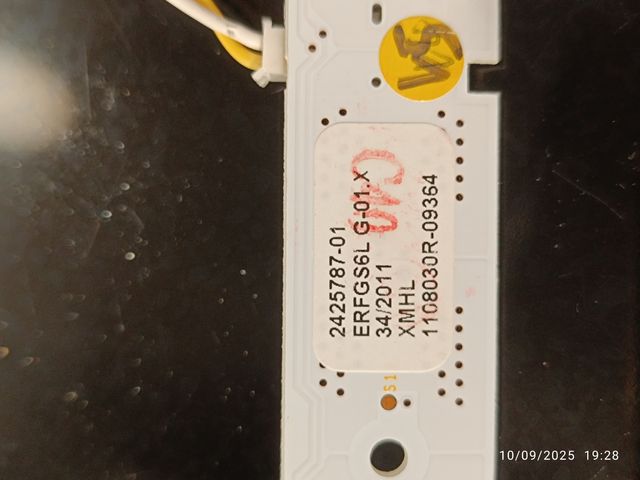 2425787-01
ERFGS6L G-01.X
34/2011
XMHL
1108030R-09364
S1
10/09/2025 19:28